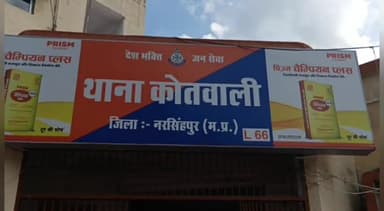 PRISM
चैम्पियन प्लस
देश भक्ति जन सेवा
थाना कोतवाली
जिला :- नरसिंहपुर (म.प्र.)
L 66
PRISM
चैम्पियन प्लस
दूर की सोच